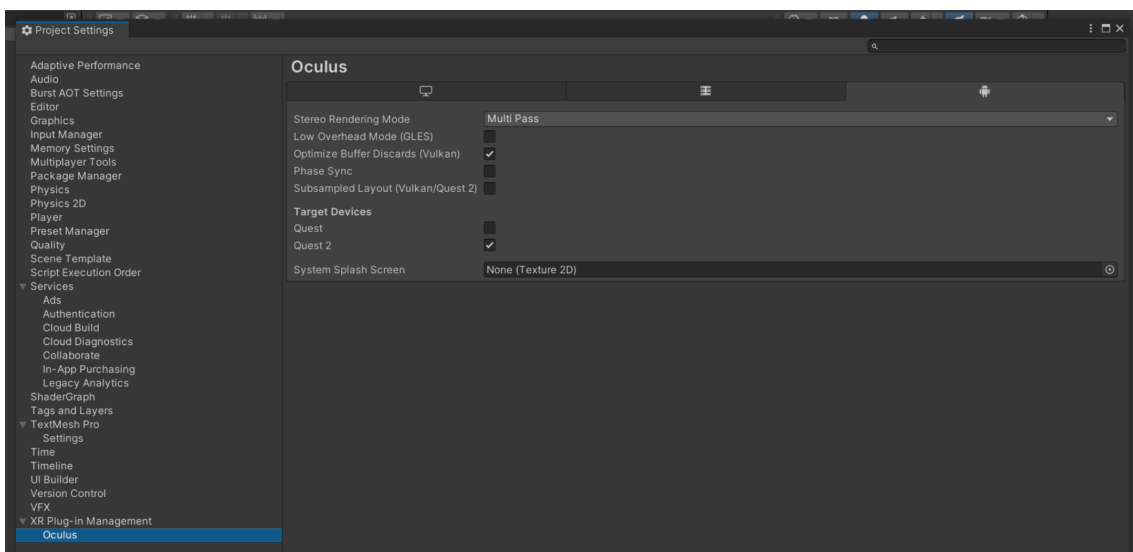 Project Settings
Oculus
Adaptive Performance
Audio
Burst AOT Settings
Editor
Graphics
Input Manager
Memory Settings
Multiplayer Tools
Package Manager
Physics
Physics 2D
Player
Preset Manager
Quality
Scene Template
Script Execution Order
Services
Ads
Authentication
Cloud Build
Cloud Diagnostics
Collaborate
In-App Purchasing
Legacy Analytics
ShaderGraph
Tags and Layers
TextMesh Pro
Settings
Time
Timeline
UI Builder
Version Control
VFX
XR Plug-in Management
Oculus
Stereo Rendering Mode Multi Pass
Low Overhead Mode (GLES)
Optimize Buffer Discards (Vulkan)
Phase Sync
Subsampled Layout (Vulkan/Quest 2)
Target Devices
Quest
Quest 2
System Splash Screen None (Texture 2D)